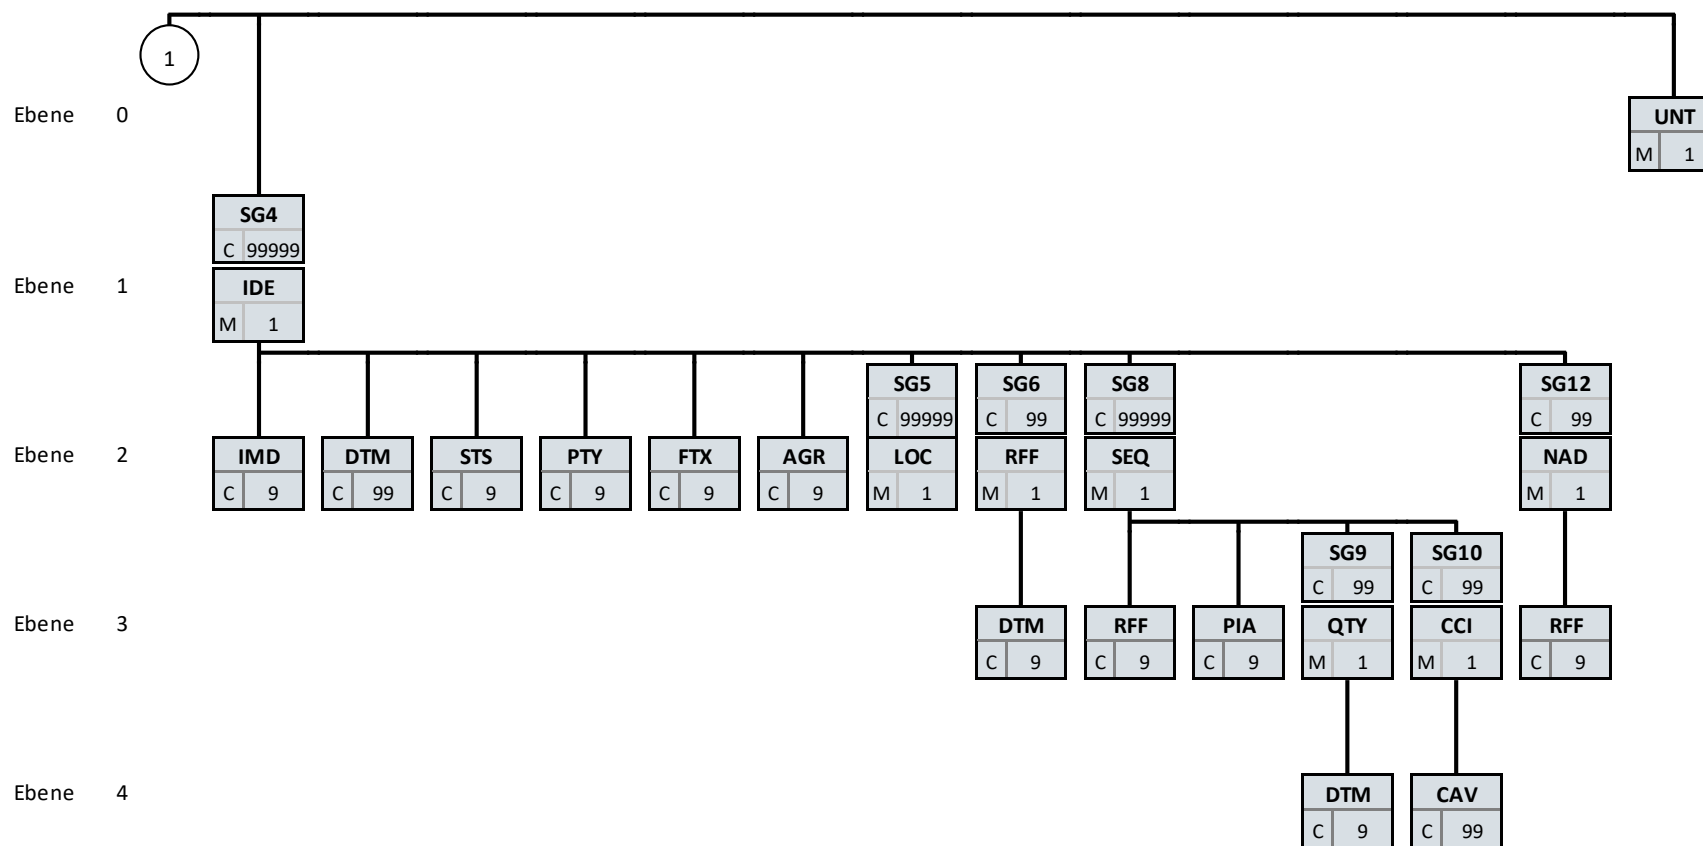 1
Ebene 0
UNT
M 1
SG4
C 99999
Ebene 1
IDE
M 1
SG5 SG6 SG8 SG12
C 99999 C 99 C 99999 C 99
Ebene 2
IMD DTM STS PTY FTX AGR LOC RFF SEQ NAD
C 9 C 99 C 9 C 9 C 9 C 9 M 1 M 1 M 1 M 1
SG9 SG10
C 99 C 99
Ebene 3
DTM RFF PIA QTY CCI RFF
C 9 C 9 C 9 M 1 M 1 C 9
Ebene 4
DTM CAV
C 9 C 99